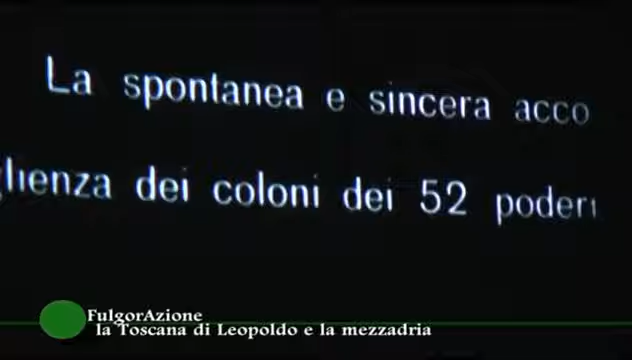 La spontanea e sincera acco
glienza dei coloni dei 52 poderi
FulgorAzione
la Toscana di Leopoldo e la mezzadria